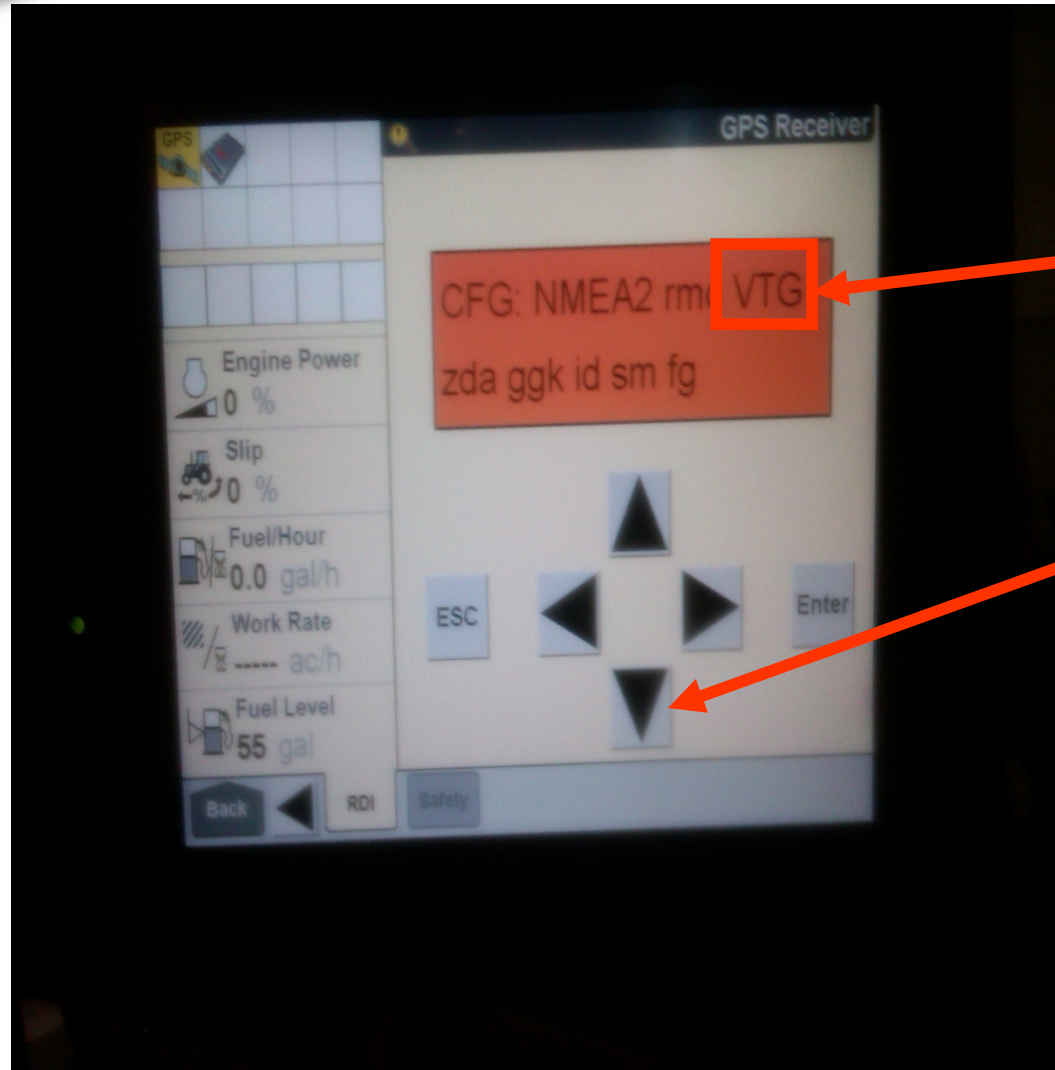 GPS
GPS Receiver
CFG: NMEA2 rmc VTG
zda ggk id sm fg
Engine Power
0 %
Slip
0 %
Fuel/Hour
0.0 gal/h
Work Rate
----- ac/h
Fuel Level
55 gal
ESC
Enter
Back
RDI
Safety